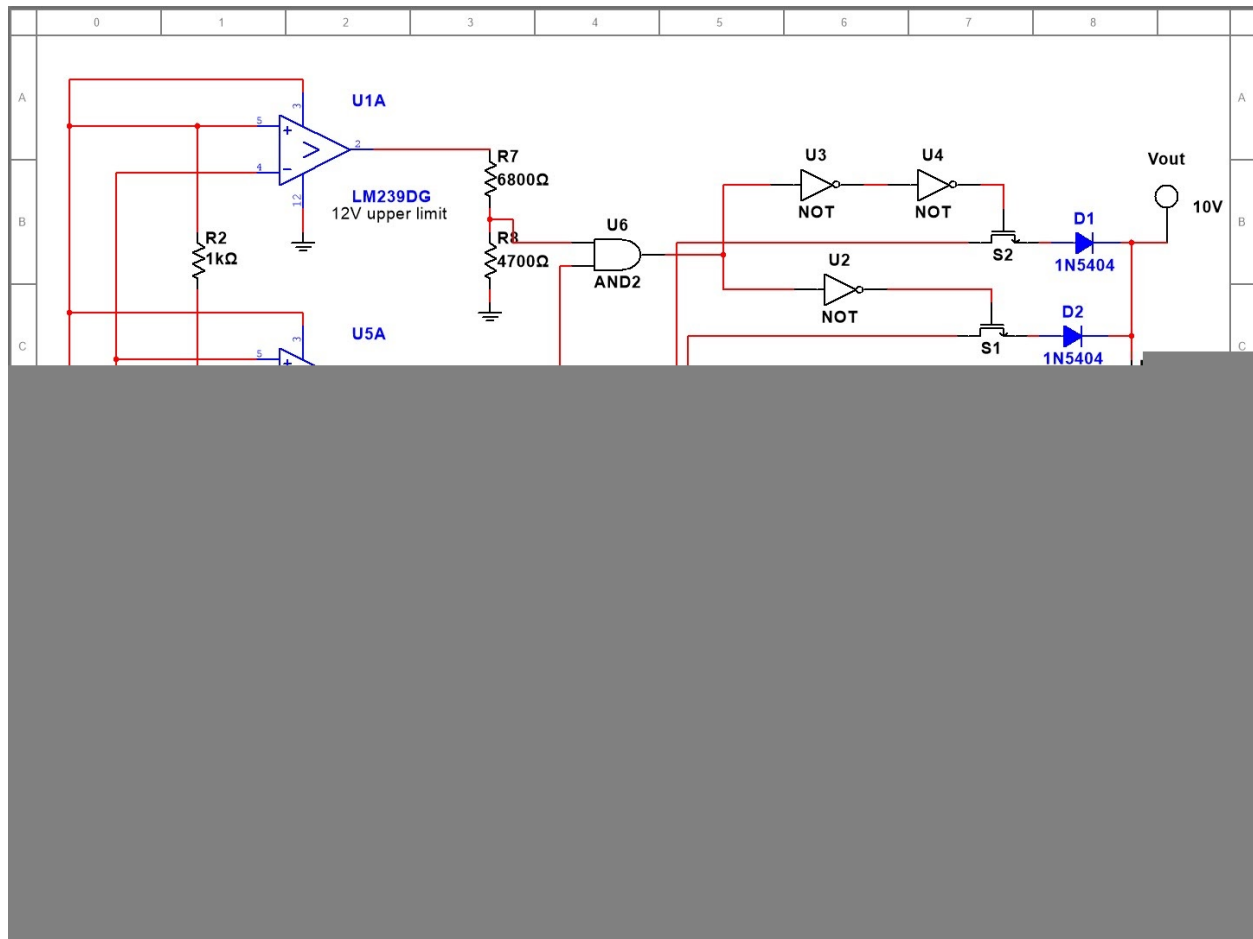 0 1 2 3 4 5 6 7 8
A
U1A
A
3
5
+
2
4
−
12
LM239DG
12V upper limit
R7
6800Ω
U3
U4
Vout
NOT
NOT
B
B
10V
R2
1kΩ
R8
4700Ω
U6
AND2
D1
S2
1N5404
U2
NOT
D2
S1
1N5404
U5A
C
C
3
5
+